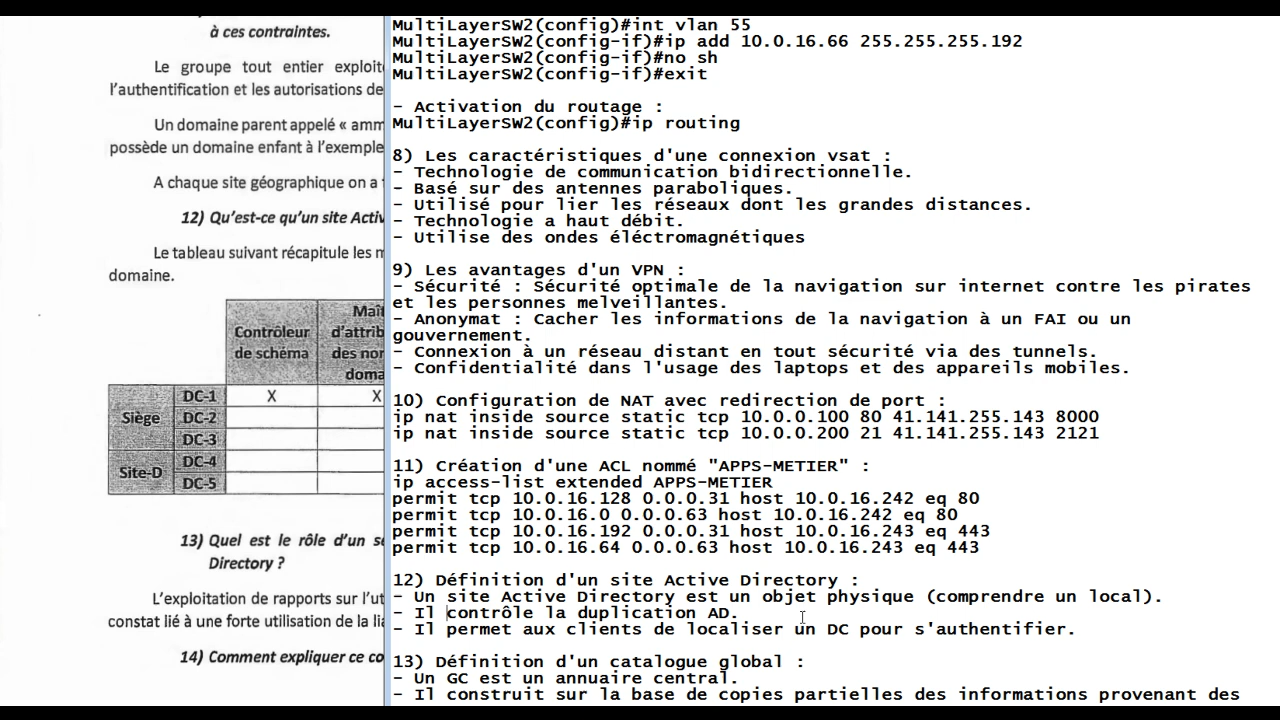 à ces contraintes.
Le groupe tout entier exploite
l'authentification et les autorisations de
Un domaine parent appelé « amm
possède un domaine enfant à l'exemple
A chaque site géographique on a
12) Qu'est-ce qu'un site Activ
Le tableau suivant récapitule les m
domaine.
Contrôleur de schéma
Maît
d'attrib
des nom
doma
Siège DC-1 X X
DC-2
DC-3
Site-D DC-4
DC-5
13) Quel est le rôle d'un se
Directory ?
L'exploitation de rapports sur l'ut
constat lié à une forte utilisation de la lia
14) Comment expliquer ce co
MultiLayerSW2(config)#int vlan 55
MultiLayerSW2(config-if)#ip add 10.0.16.66 255.255.255.192
MultiLayerSW2(config-if)#no sh
MultiLayerSW2(config-if)#exit
- Activation du routage :
MultiLayerSW2(config)#ip routing
8) Les caractéristiques d'une connexion vsat :
- Technologie de communication bidirectionnelle.
- Basé sur des antennes paraboliques.
- Utilisé pour lier les réseaux dont les grandes distances.
- Technologie a haut débit.
- Utilise des ondes éléctromagnétiques
9) Les avantages d'un VPN :
- Sécurité : Sécurité optimale de la navigation sur internet contre les pirates
et les personnes melveillantes.
- Anonymat : Cacher les informations de la navigation à un FAI ou un
gouvernement.
- Connexion à un réseau distant en tout sécurité via des tunnels.
- Confidentialité dans l'usage des laptops et des appareils mobiles.
10) Configuration de NAT avec redirection de port :
ip nat inside source static tcp 10.0.0.100 80 41.141.255.143 8000
ip nat inside source static tcp 10.0.0.200 21 41.141.255.143 2121
11) Création d'une ACL nommé "APPS-METIER" :
ip access-list extended APPS-METIER
permit tcp 10.0.16.128 0.0.0.31 host 10.0.16.242 eq 80
permit tcp 10.0.16.0 0.0.0.63 host 10.0.16.242 eq 80
permit tcp 10.0.16.192 0.0.0.31 host 10.0.16.243 eq 443
permit tcp 10.0.16.64 0.0.0.63 host 10.0.16.243 eq 443
12) Définition d'un site Active Directory :
- Un site Active Directory est un objet physique (comprendre un local).
- Il contrôle la duplication AD.
- Il permet aux clients de localiser un DC pour s'authentifier.
13) Définition d'un catalogue global :
- Un GC est un annuaire central.
- Il construit sur la base de copies partielles des informations provenant des